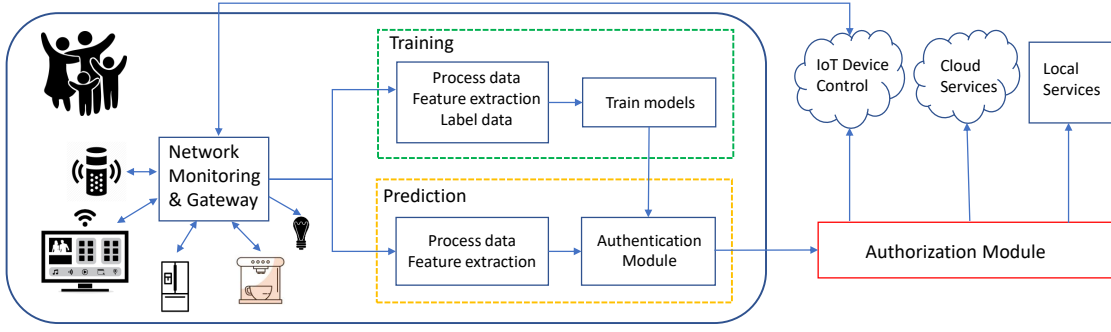 Training
Process data
Feature extraction
Label data
Train models
Network
Monitoring
& Gateway
Prediction
Process data
Feature extraction
Authentication
Module
IoT Device
Control
Cloud
Services
Local
Services
Authorization Module